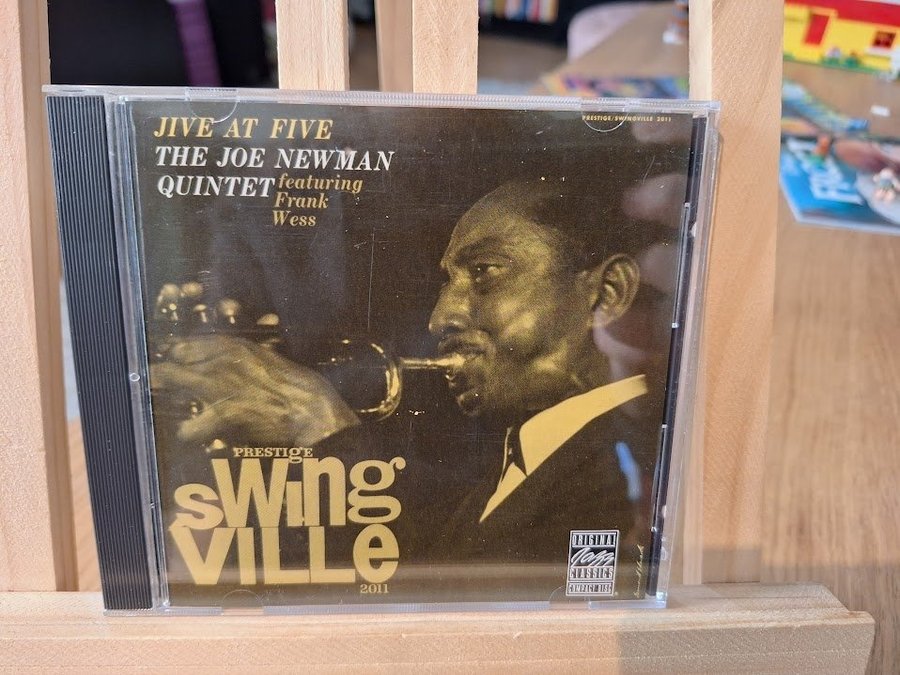 JIVE AT FIVE
PRESTIGE/SWINGVILLE 2011
THE JOE NEWMAN
QUINTET featuring
Frank
Wess
PRESTIGE
SWING
VILLE
2011
ORIGINAL
Jazz
CLASSICS
COMPACT DISC